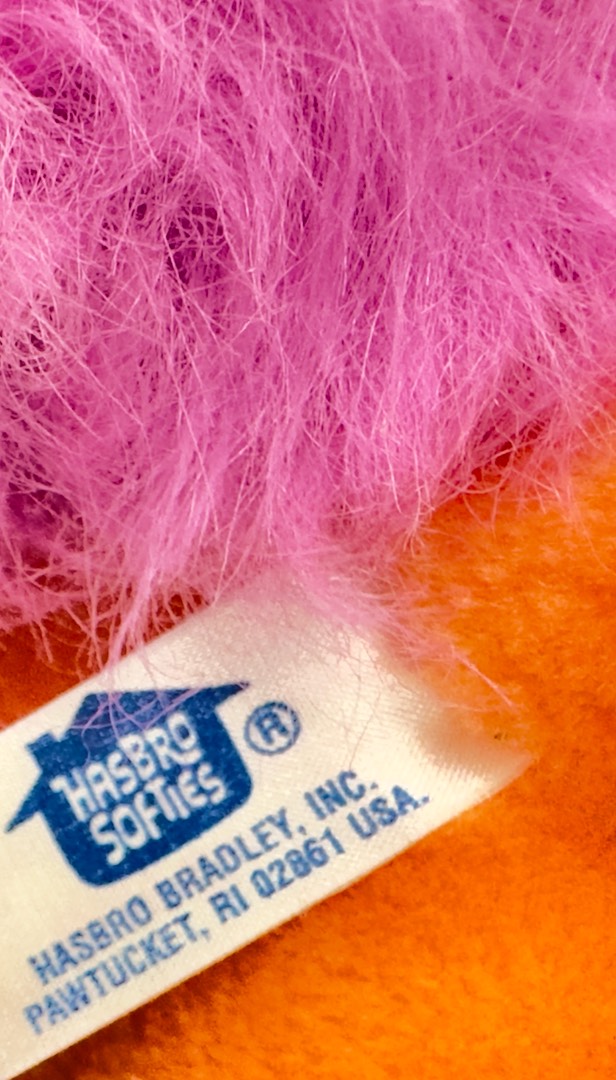 HASBRO
SOFTIES
®
HASBRO BRADLEY, INC.
PAWTUCKET, RI 02861 USA.